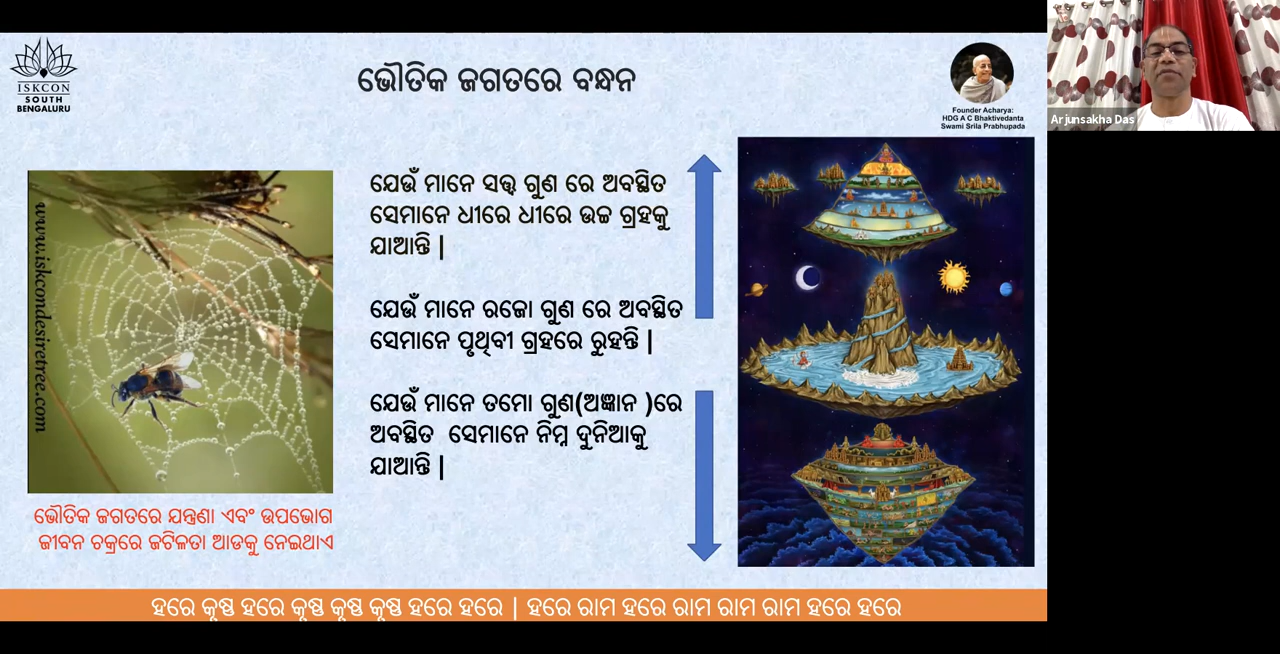 ISKCON
SOUTH
BENGALURU
ଭୌତିକ ଜଗତରେ ବନ୍ଧନ
Founder Acharya:
HDG A C Bhaktivedanta
Swami Srila Prabhupada
Arjunsakha Das
www.iskcondesiretree.com
ଯେଉଁ ମାନେ ସତ୍ତ୍ୱ ଗୁଣ ରେ ଅବସ୍ଥିତ
ସେମାନେ ଧୀରେ ଧୀରେ ଉଚ୍ଚ ଗ୍ରହକୁ
ଯାଆନ୍ତି |
ଯେଉଁ ମାନେ ରଜୋ ଗୁଣ ରେ ଅବସ୍ଥିତ
ସେମାନେ ପୃଥିବୀ ଗ୍ରହରେ ରୁହନ୍ତି |
ଯେଉଁ ମାନେ ତମୋ ଗୁଣ(ଅଜ୍ଞାନ )ରେ
ଅବସ୍ଥିତ ସେମାନେ ନିମ୍ନ ଦୁନିଆକୁ
ଯାଆନ୍ତି |
ଭୌତିକ ଜଗତରେ ଯନ୍ତ୍ରଣା ଏବଂ ଉପଭୋଗ
ଜୀବନ ଚକ୍ରରେ ଜଟିଳତା ଆଡକୁ ନେଇଥାଏ
ହରେ କୃଷ୍ଣ ହରେ କୃଷ୍ଣ କୃଷ୍ଣ କୃଷ୍ଣ ହରେ ହରେ | ହରେ ରାମ ହରେ ରାମ ରାମ ରାମ ହରେ ହରେ